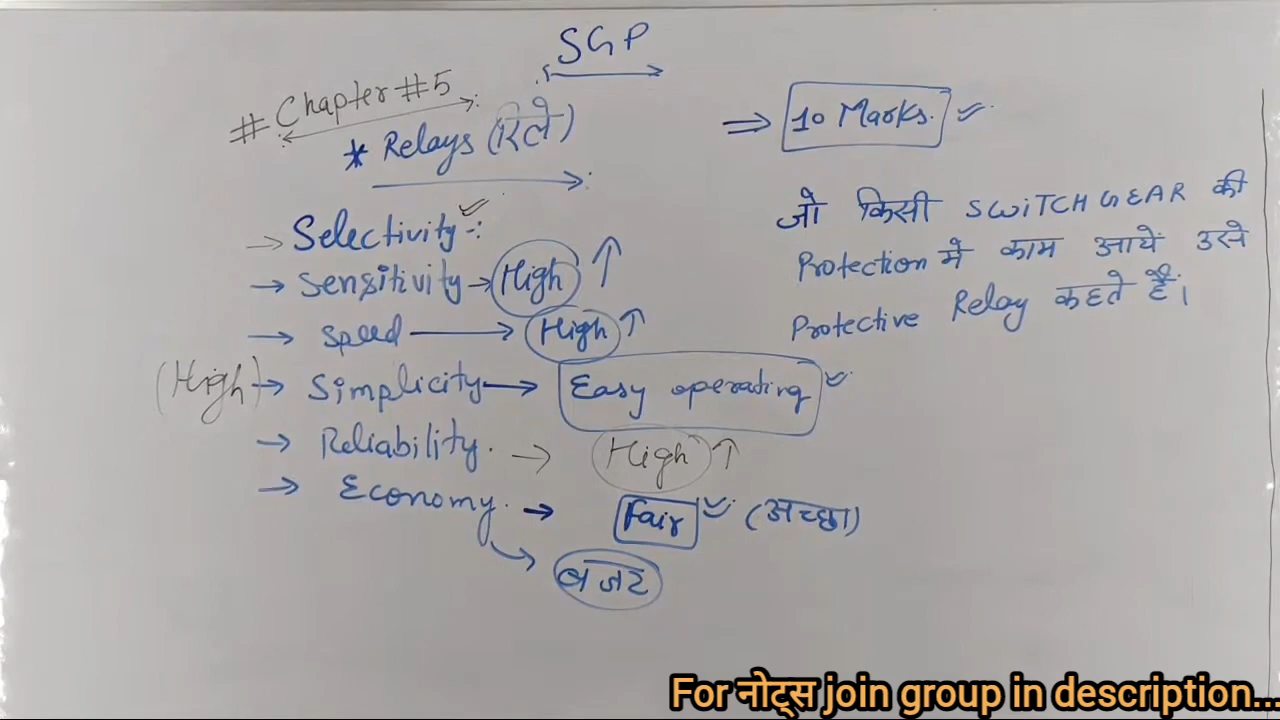 SGP
# Chapter #5
* Relays (रिले)
⇒ 10 Marks.
→ Selectivity -:
→ Sensitivity → High ↑
→ Speed → High ↑
(High) → Simplicity → Easy operating
→ Reliability. → High ↑
→ Economy. → Fair (अच्छा)
→ बजट
जो किसी SWiTCHGEAR की
Protection में काम आयें उसे
Protective Relay कहते है।
For नोट्स join group in description...